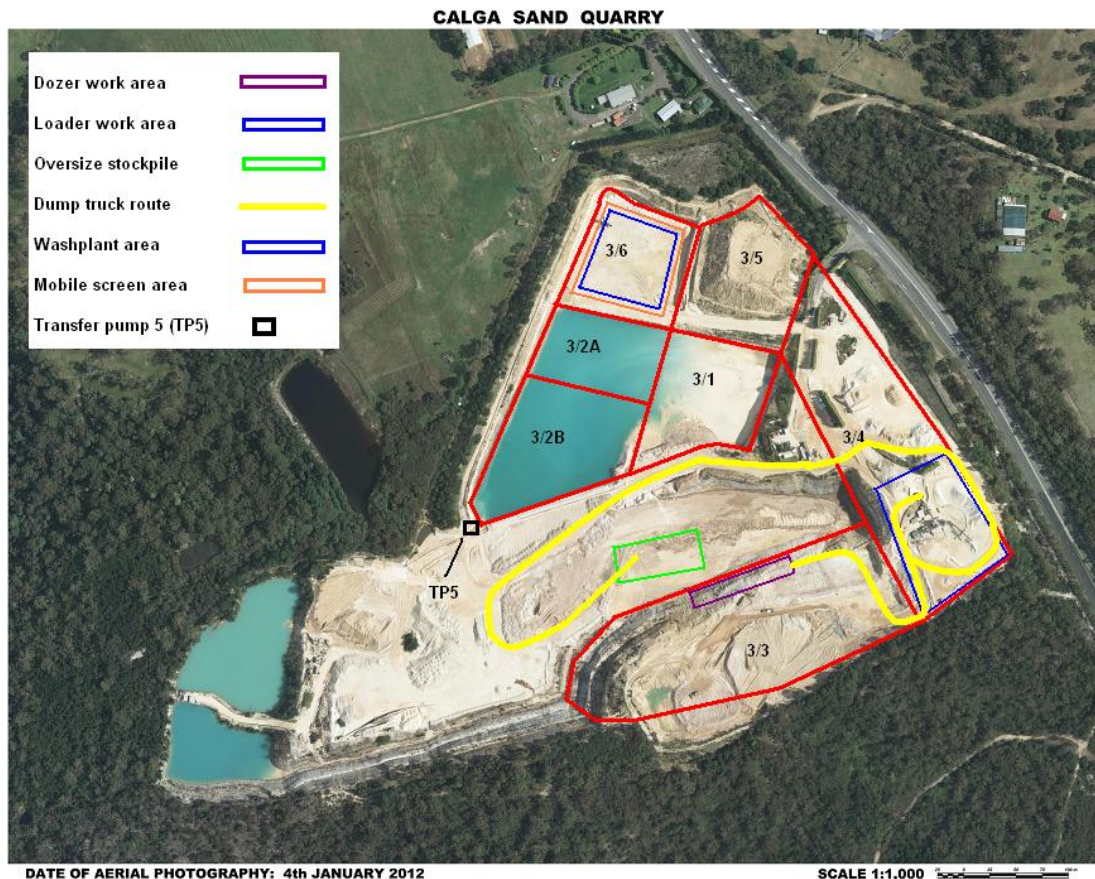 CALGA SAND QUARRY
Dozer work area
Loader work area
Oversize stockpile
Dump truck route
Washplant area
Mobile screen area
Transfer pump 5 (TP5)
3/6
3/5
3/2A
3/1
3/2B
3/4
TP5
3/3
DATE OF AERIAL PHOTOGRAPHY: 4th JANUARY 2012
SCALE 1:1.000